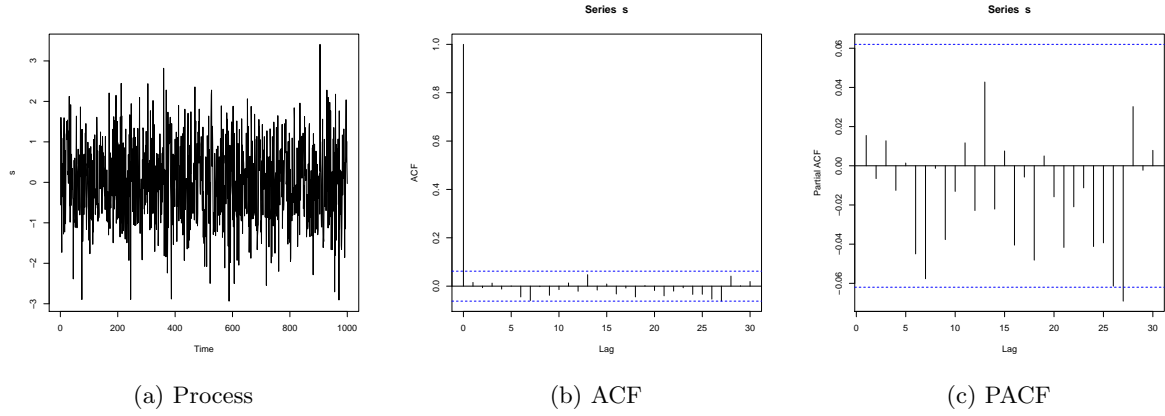 Series s
Series s
s
3
2
1
0
−1
−2
−3
0 200 400 600 800 1000
Time
ACF
1.0
0.8
0.6
0.4
0.2
0.0
0 5 10 15 20 25 30
Lag
Partial ACF
0.06
0.04
0.02
0.00
−0.02
−0.04
−0.06
0 5 10 15 20 25 30
Lag
(a) Process
(b) ACF
(c) PACF